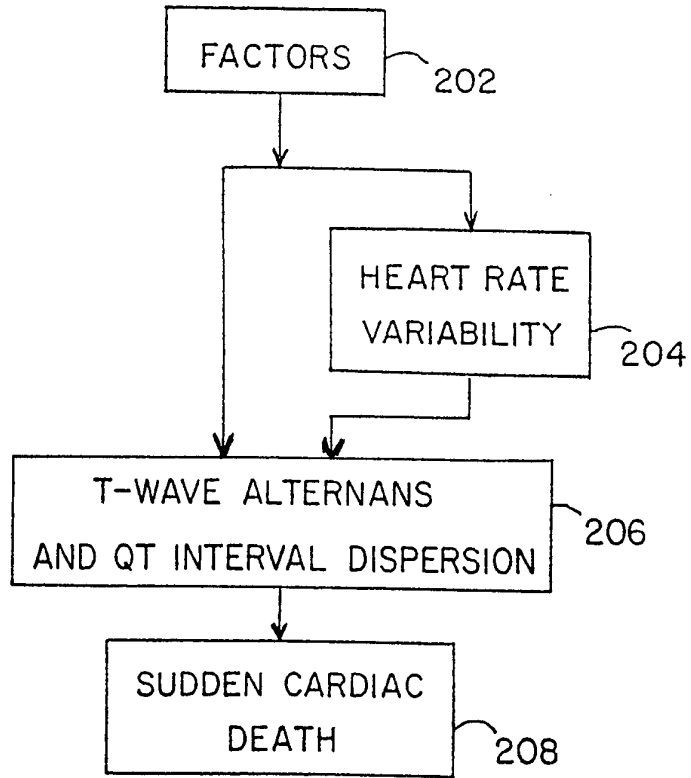 FACTORS
202
HEART RATE
VARIABILITY
204
T-WAVE ALTERNANS
AND QT INTERVAL DISPERSION
206
SUDDEN CARDIAC
DEATH
208